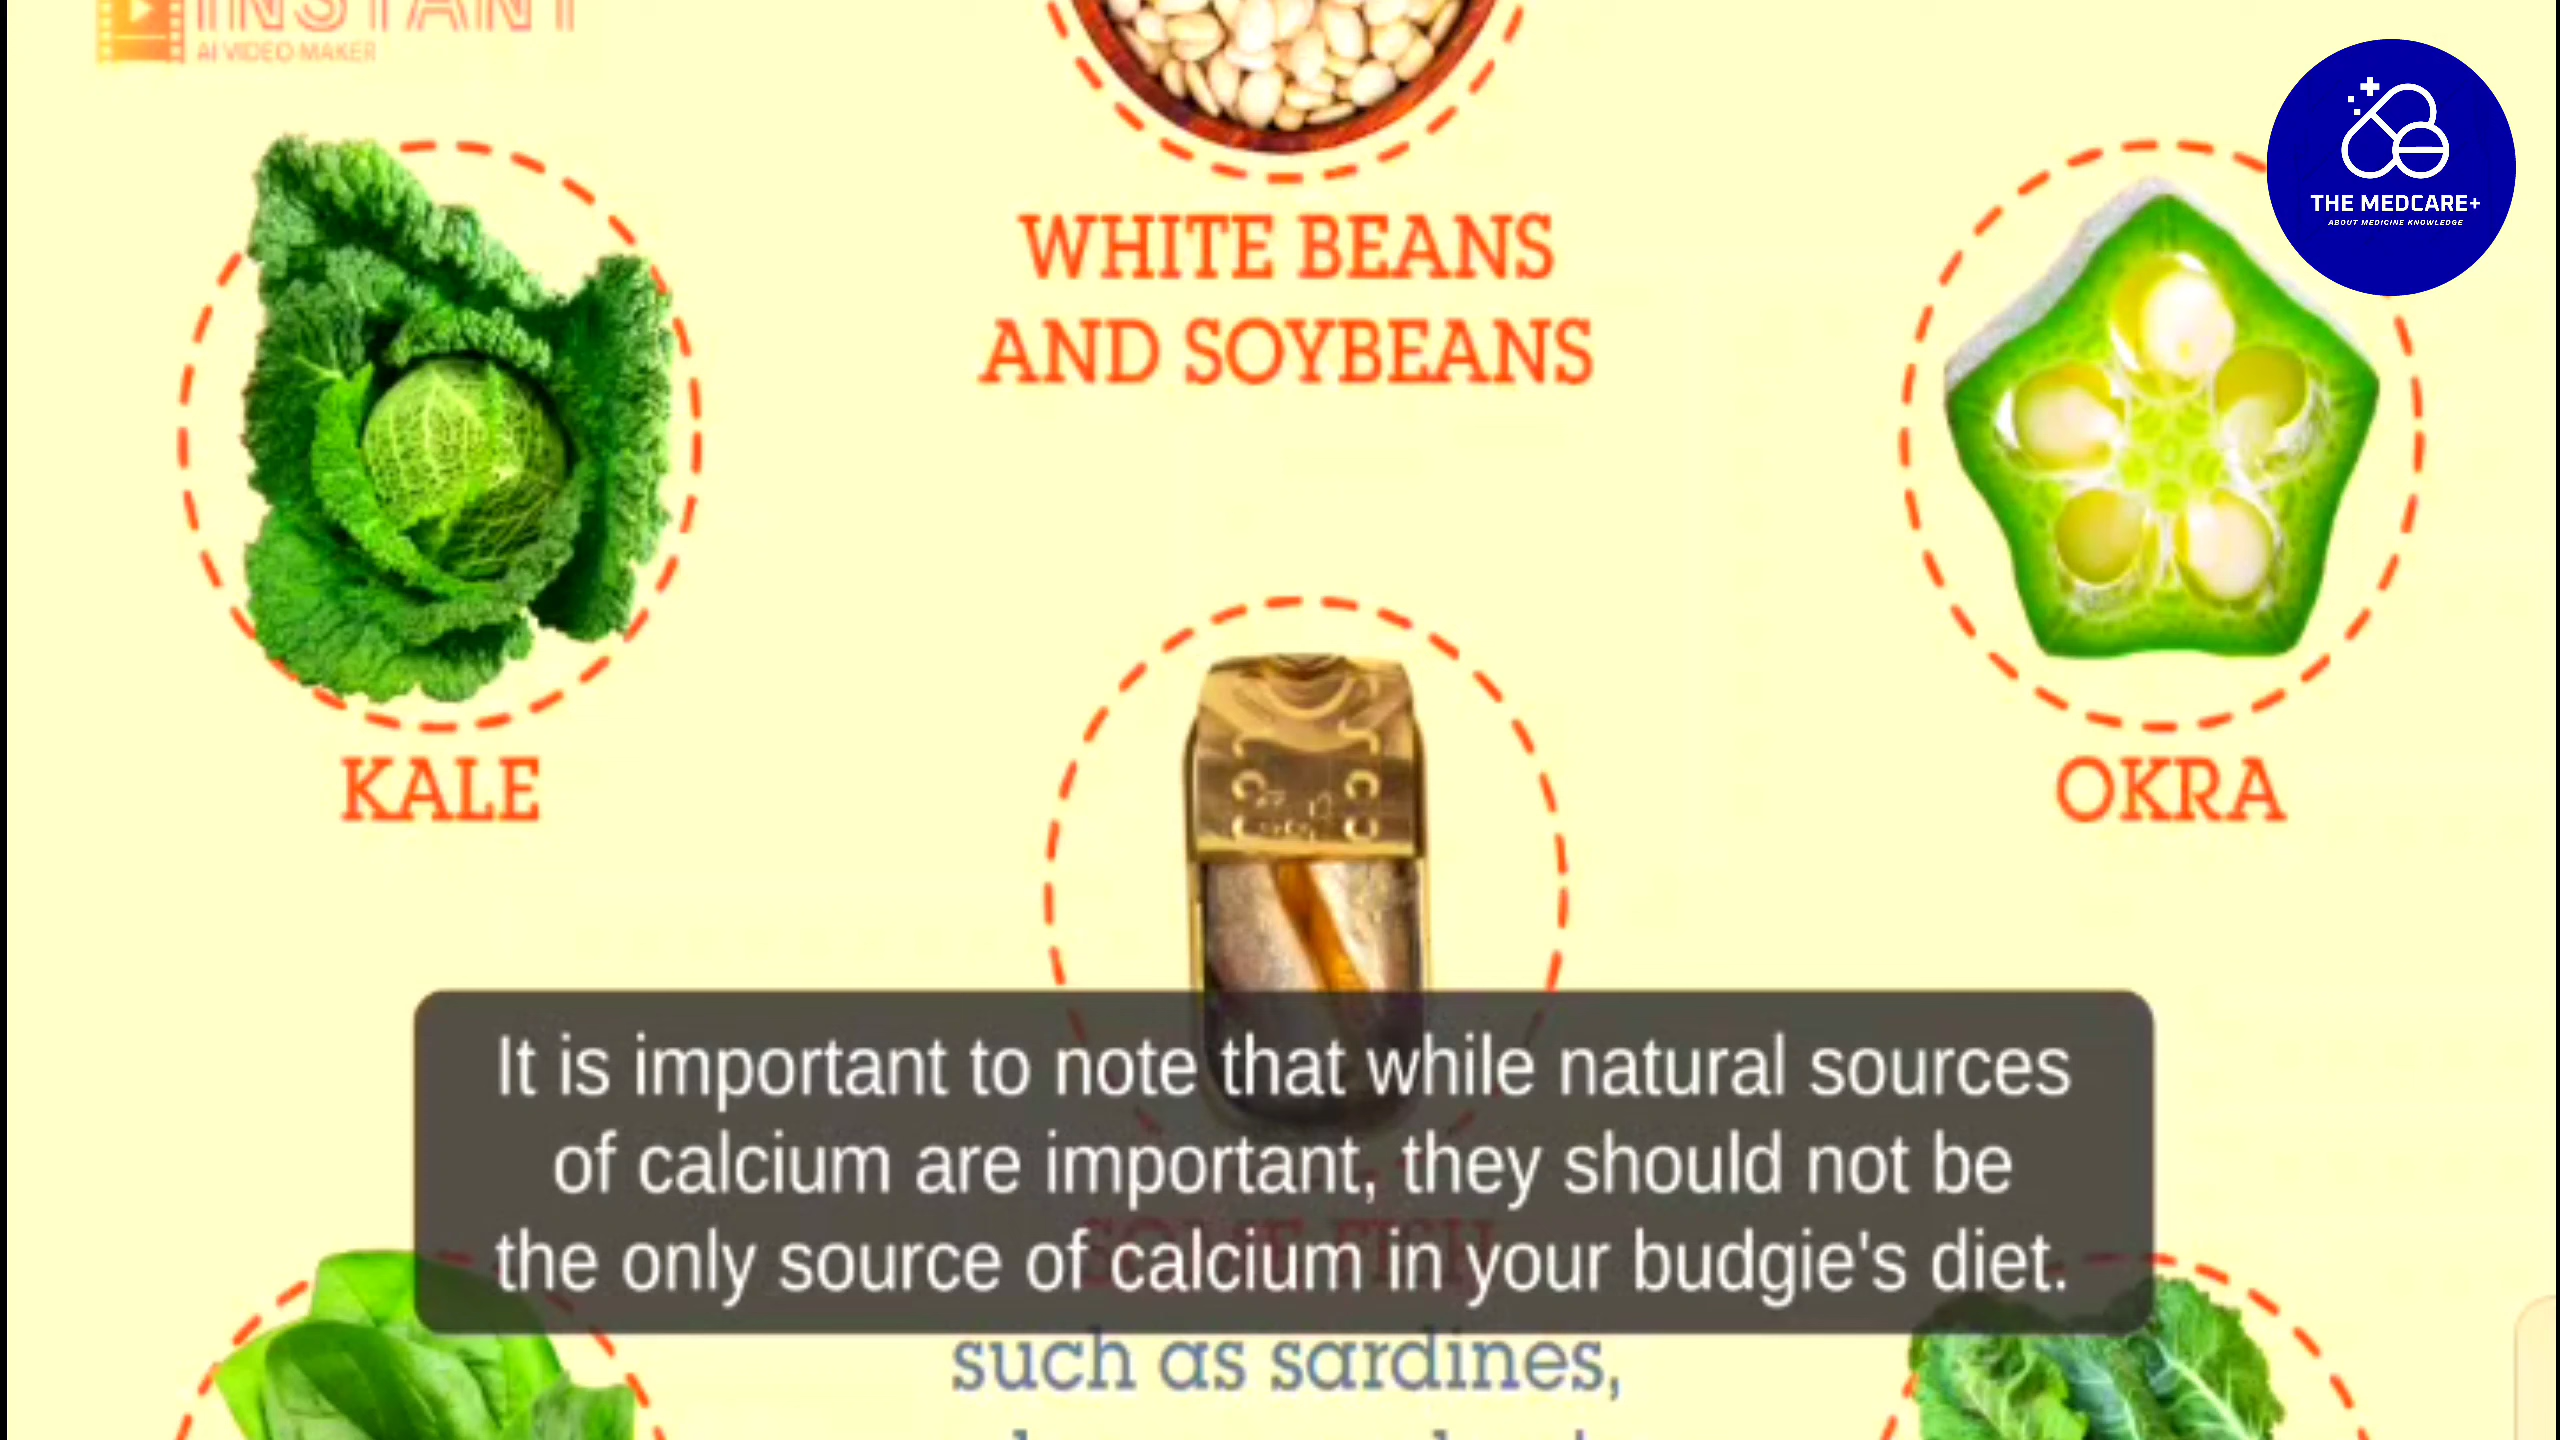 INSTANT
AI VIDEO MAKER
THE MEDCARE+
ABOUT MEDICINE KNOWLEDGE
WHITE BEANS
AND SOYBEANS
KALE
OKRA
It is important to note that while natural sources
of calcium are important, they should not be
the only source of calcium in your budgie's diet.
SOME FISH
such as sardines,